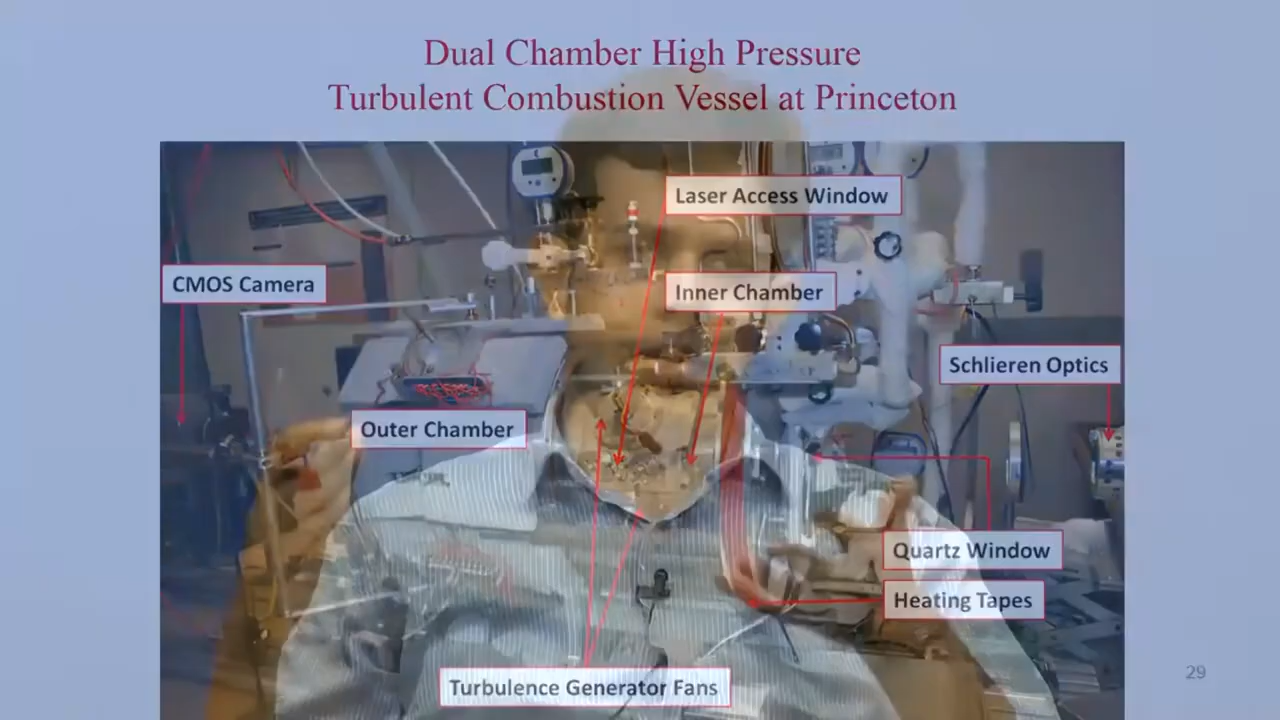 Dual Chamber High Pressure
Turbulent Combustion Vessel at Princeton
Laser Access Window
CMOS Camera
Inner Chamber
Schlieren Optics
Outer Chamber
Quartz Window
Heating Tapes
Turbulence Generator Fans
29